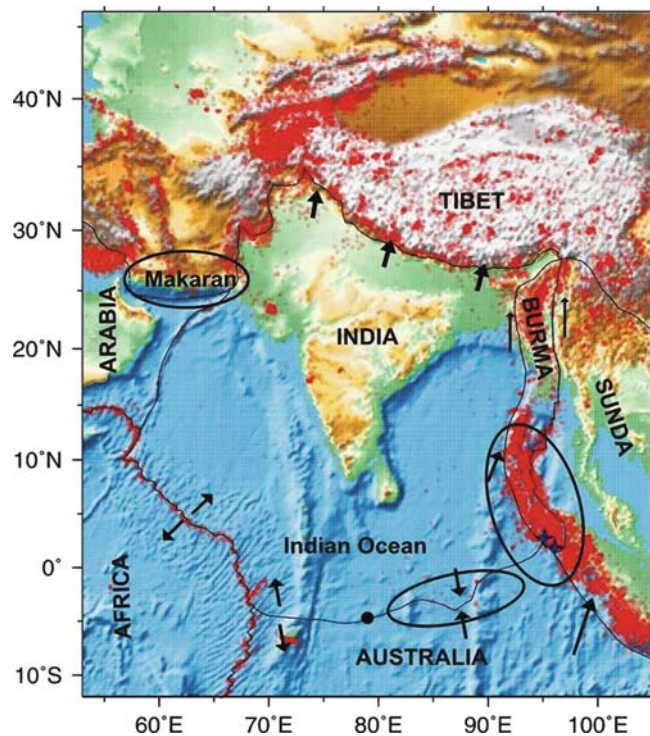 40°N
30°N
20°N
10°N
0°
10°S
60°E
70°E
80°E
90°E
100°E
TIBET
Makaran
ARABIA
INDIA
BURMA
SUNDA
Indian Ocean
AFRICA
AUSTRALIA